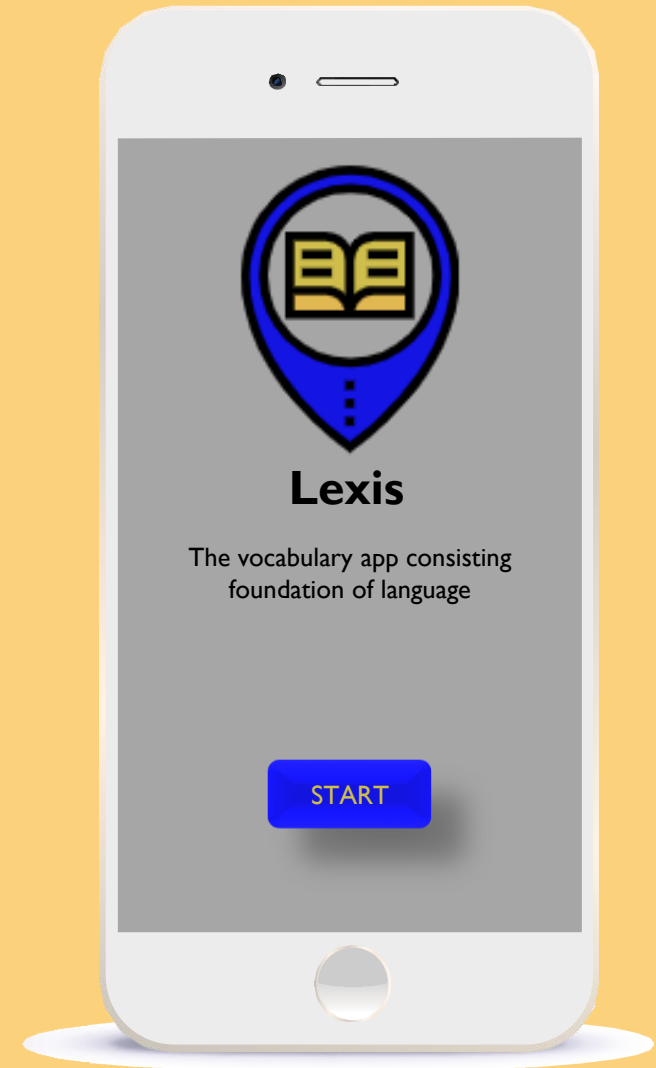 Lexis
The vocabulary app consisting
foundation of language
START